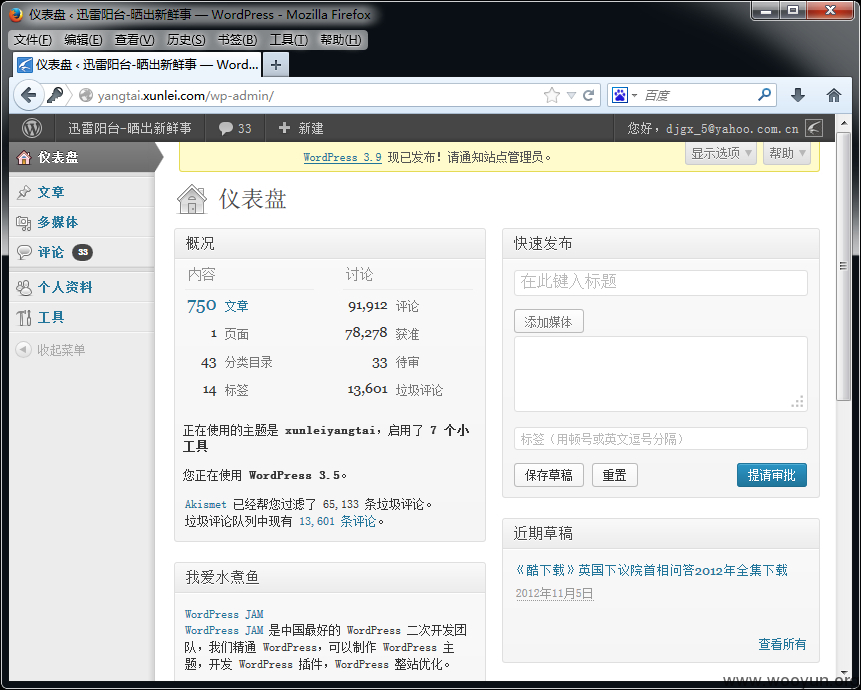 仪表盘 ‹ 迅雷阳台-晒出新鲜事 — WordPress - Mozilla Firefox
文件(F) 编辑(E) 查看(V) 历史(S) 书签(B) 工具(T) 帮助(H)
仪表盘 ‹ 迅雷阳台-晒出新鲜事 — Word... +
yangtai.xunlei.com/wp-admin/ 百度
迅雷阳台-晒出新鲜事 33 + 新建 您好，djgx_5@yahoo.com.cn
仪表盘
文章
多媒体
评论 33
个人资料
工具
收起菜单
WordPress 3.9 现已发布！请通知站点管理员。
显示选项 帮助
仪表盘
概况
内容 讨论
750 文章 91,912 评论
1 页面 78,278 获准
43 分类目录 33 待审
14 标签 13,601 垃圾评论
正在使用的主题是 xunleiyangtai，启用了 7 个小
工具
您正在使用 WordPress 3.5。
Akismet 已经帮您过滤了 65,133 条垃圾评论。
垃圾评论队列中现有 13,601 条评论。
我爱水煮鱼
WordPress JAM
WordPress JAM 是中国最好的 WordPress 二次开发团
队，我们精通 WordPress，可以制作 WordPress 主
题，开发 WordPress 插件，WordPress 整站优化。
快速发布
在此键入标题
添加媒体
标签（用顿号或英文逗号分隔）
保存草稿 重置 提请审批
近期草稿
《酷下载》英国下议院首相问答2012年全集下载
2012年11月5日
查看所有
www.wooyun.org